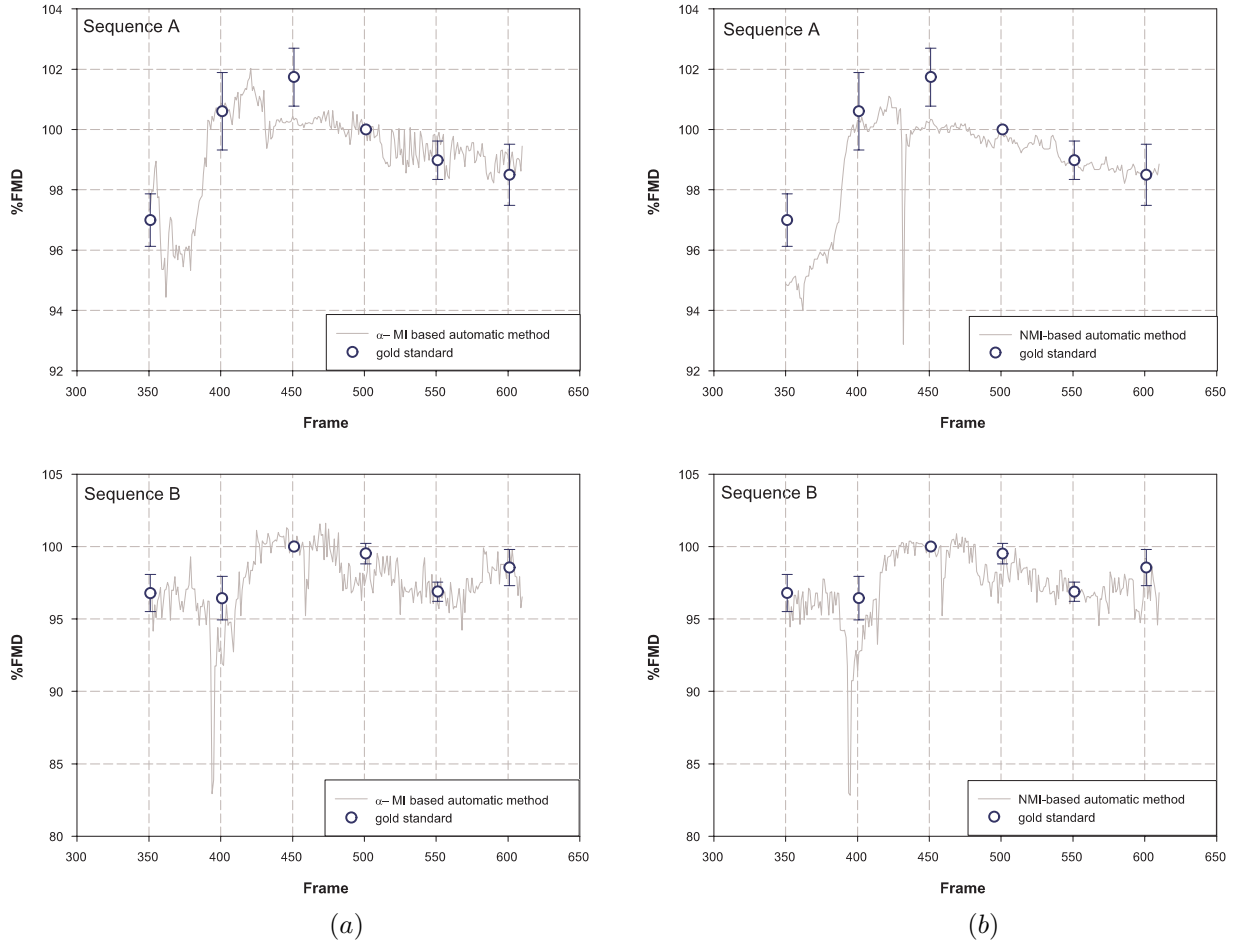 Sequence A
%FMD
104
102
100
98
96
94
92
300 350 400 450 500 550 600 650
Frame
α– MI based automatic method
gold standard
Sequence A
%FMD
104
102
100
98
96
94
92
300 350 400 450 500 550 600 650
Frame
NMI-based automatic method
gold standard
Sequence B
%FMD
105
100
95
90
85
80
300 350 400 450 500 550 600 650
Frame
α– MI based automatic method
gold standard
(a)
Sequence B
%FMD
105
100
95
90
85
80
300 350 400 450 500 550 600 650
Frame
NMI-based automatic method
gold standard
(b)